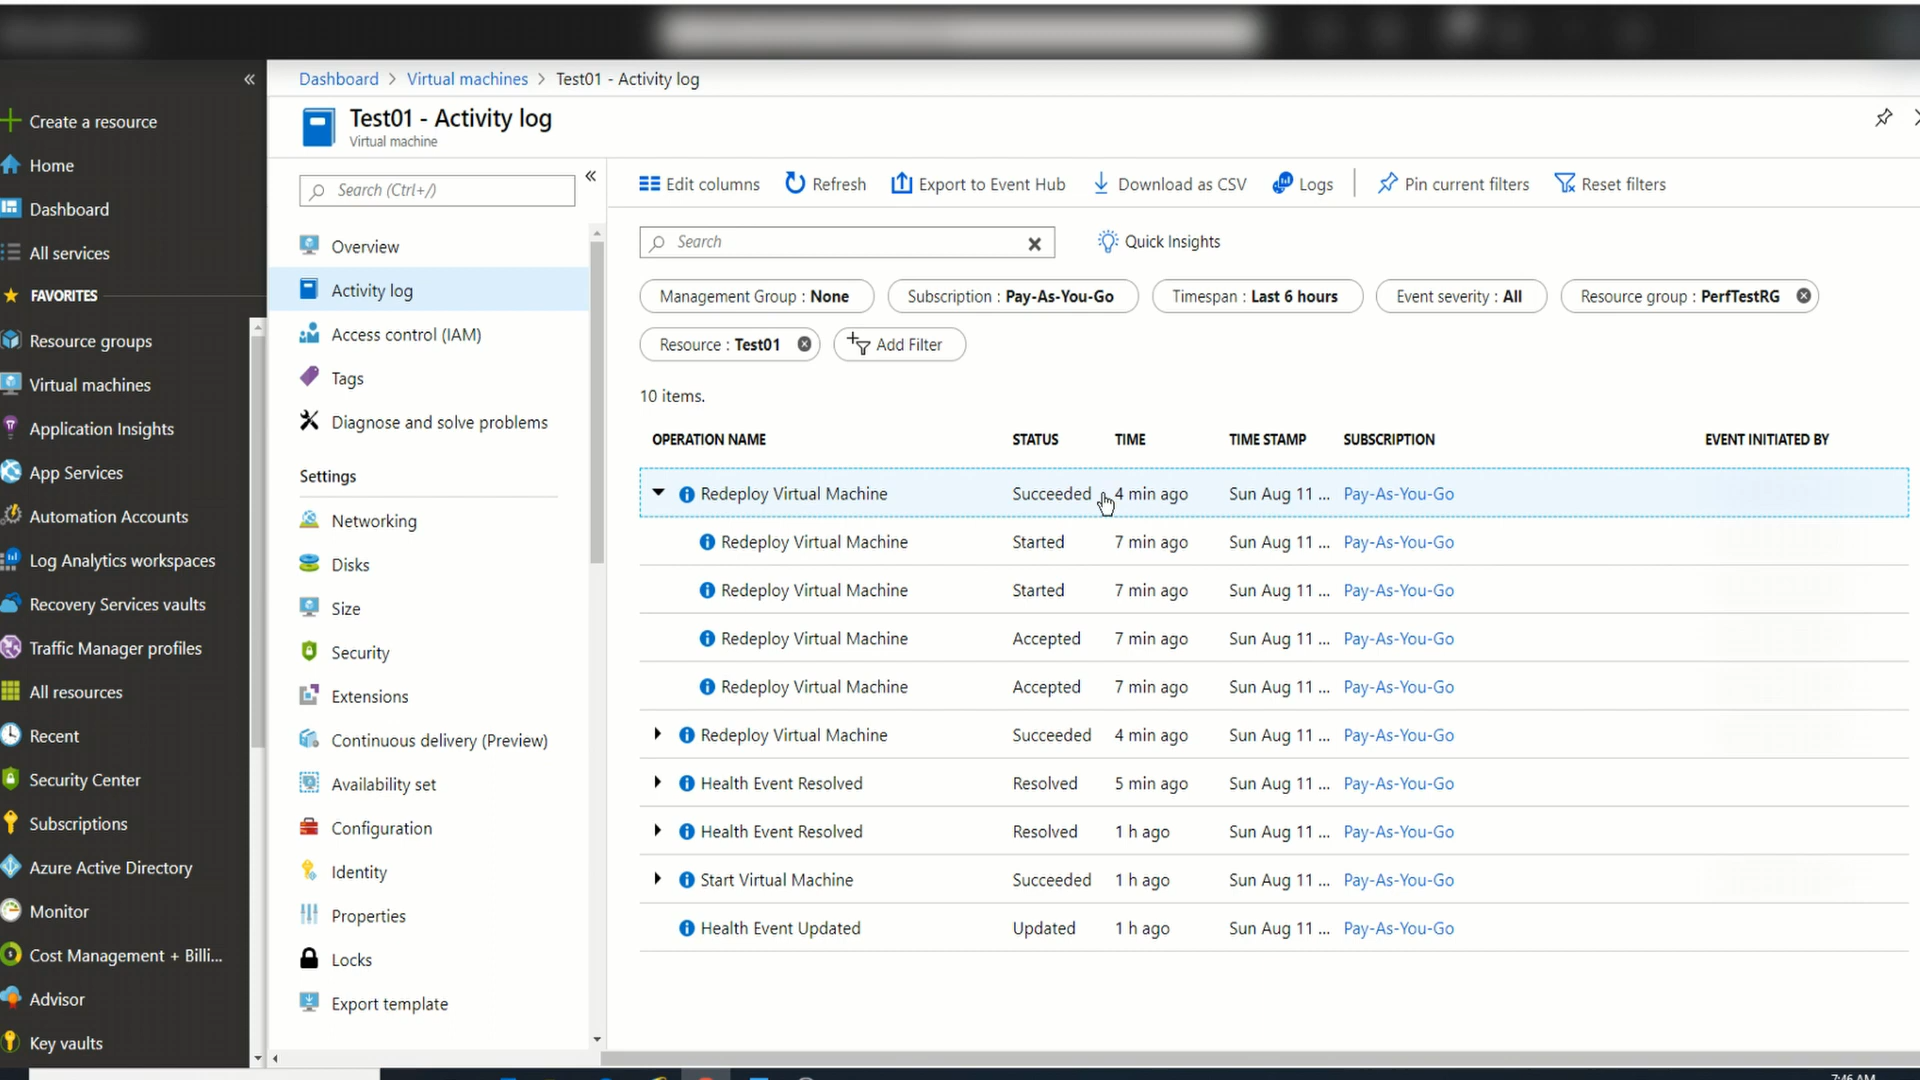 Dashboard > Virtual machines > Test01 - Activity log
Create a resource
Home
Dashboard
All services
FAVORITES
Resource groups
Virtual machines
Application Insights
App Services
Automation Accounts
Log Analytics workspaces
Recovery Services vaults
Traffic Manager profiles
All resources
Recent
Security Center
Subscriptions
Azure Active Directory
Monitor
Cost Management + Billi...
Advisor
Key vaults
Test01 - Activity log
Virtual machine
Search (Ctrl+/)
Overview
Activity log
Access control (IAM)
Tags
Diagnose and solve problems
Settings
Networking
Disks
Size
Security
Extensions
Continuous delivery (Preview)
Availability set
Configuration
Identity
Properties
Locks
Export template
Edit columns Refresh Export to Event Hub Download as CSV Logs Pin current filters Reset filters
Search Quick Insights
Management Group : None Subscription : Pay-As-You-Go Timespan : Last 6 hours Event severity : All Resource group : PerfTestRG
Resource : Test01 Add Filter
10 items.
OPERATION NAME STATUS TIME TIME STAMP SUBSCRIPTION EVENT INITIATED BY
Redeploy Virtual Machine Succeeded 4 min ago Sun Aug 11 ... Pay-As-You-Go
Redeploy Virtual Machine Started 7 min ago Sun Aug 11 ... Pay-As-You-Go
Redeploy Virtual Machine Started 7 min ago Sun Aug 11 ... Pay-As-You-Go
Redeploy Virtual Machine Accepted 7 min ago Sun Aug 11 ... Pay-As-You-Go
Redeploy Virtual Machine Accepted 7 min ago Sun Aug 11 ... Pay-As-You-Go
Redeploy Virtual Machine Succeeded 4 min ago Sun Aug 11 ... Pay-As-You-Go
Health Event Resolved Resolved 5 min ago Sun Aug 11 ... Pay-As-You-Go
Health Event Resolved Resolved 1 h ago Sun Aug 11 ... Pay-As-You-Go
Start Virtual Machine Succeeded 1 h ago Sun Aug 11 ... Pay-As-You-Go
Health Event Updated Updated 1 h ago Sun Aug 11 ... Pay-As-You-Go
7:46 AM